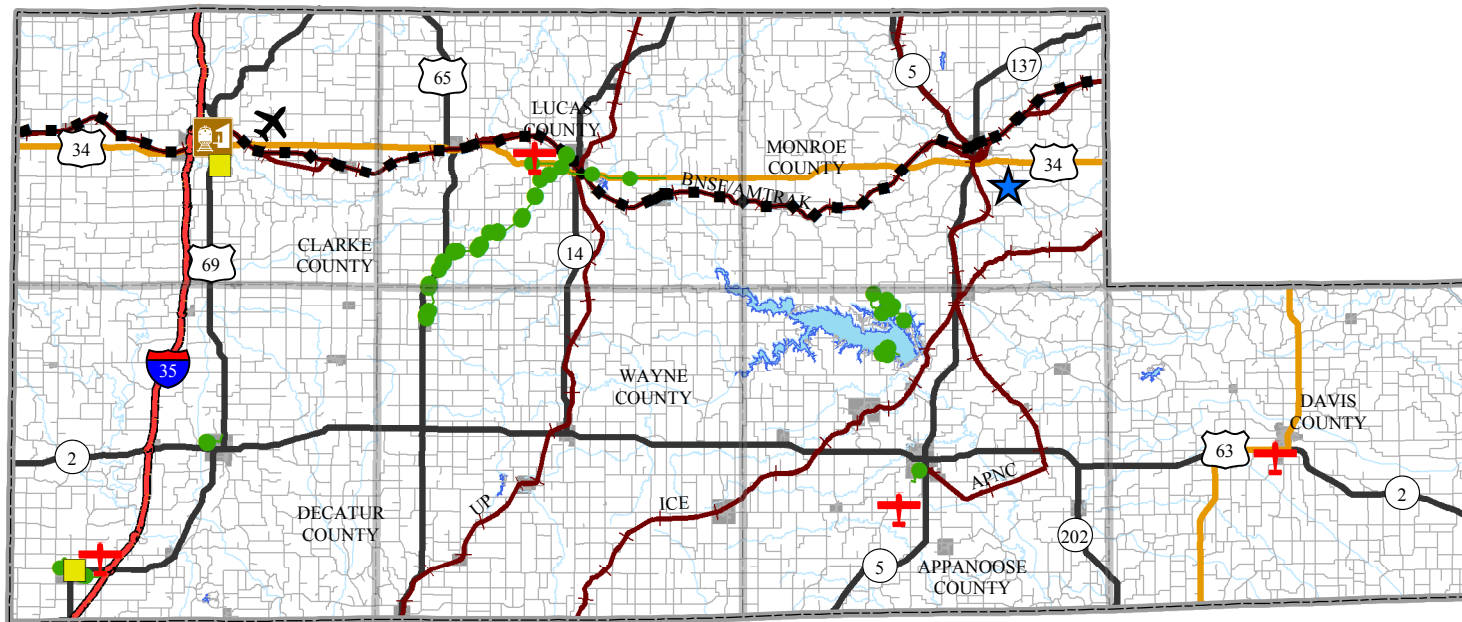 5
137
65
LUCAS
COUNTY
34
MONROE
COUNTY
34
BNSF/AMTRAK
CLARKE
COUNTY
69
14
35
WAYNE
COUNTY
DAVIS
COUNTY
2
63
APNC
2
UP
ICE
DECATUR
COUNTY
202
5
APPANOOSE
COUNTY